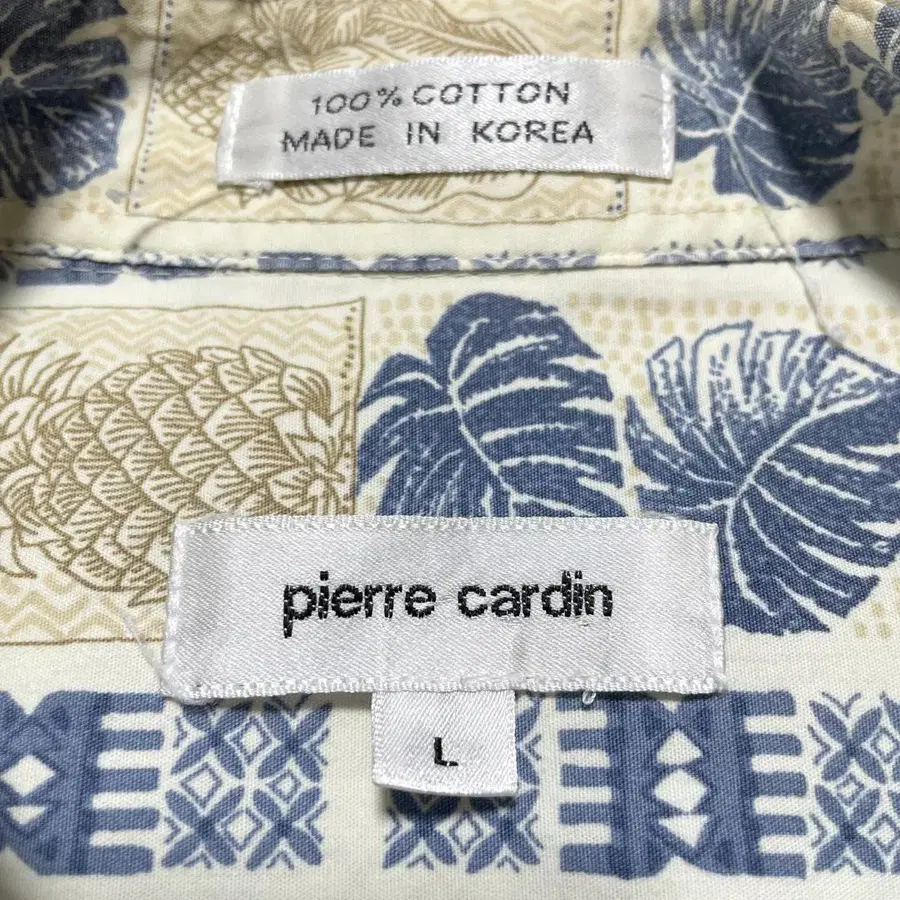 100% COTTON
MADE IN KOREA
pierre cardin
L